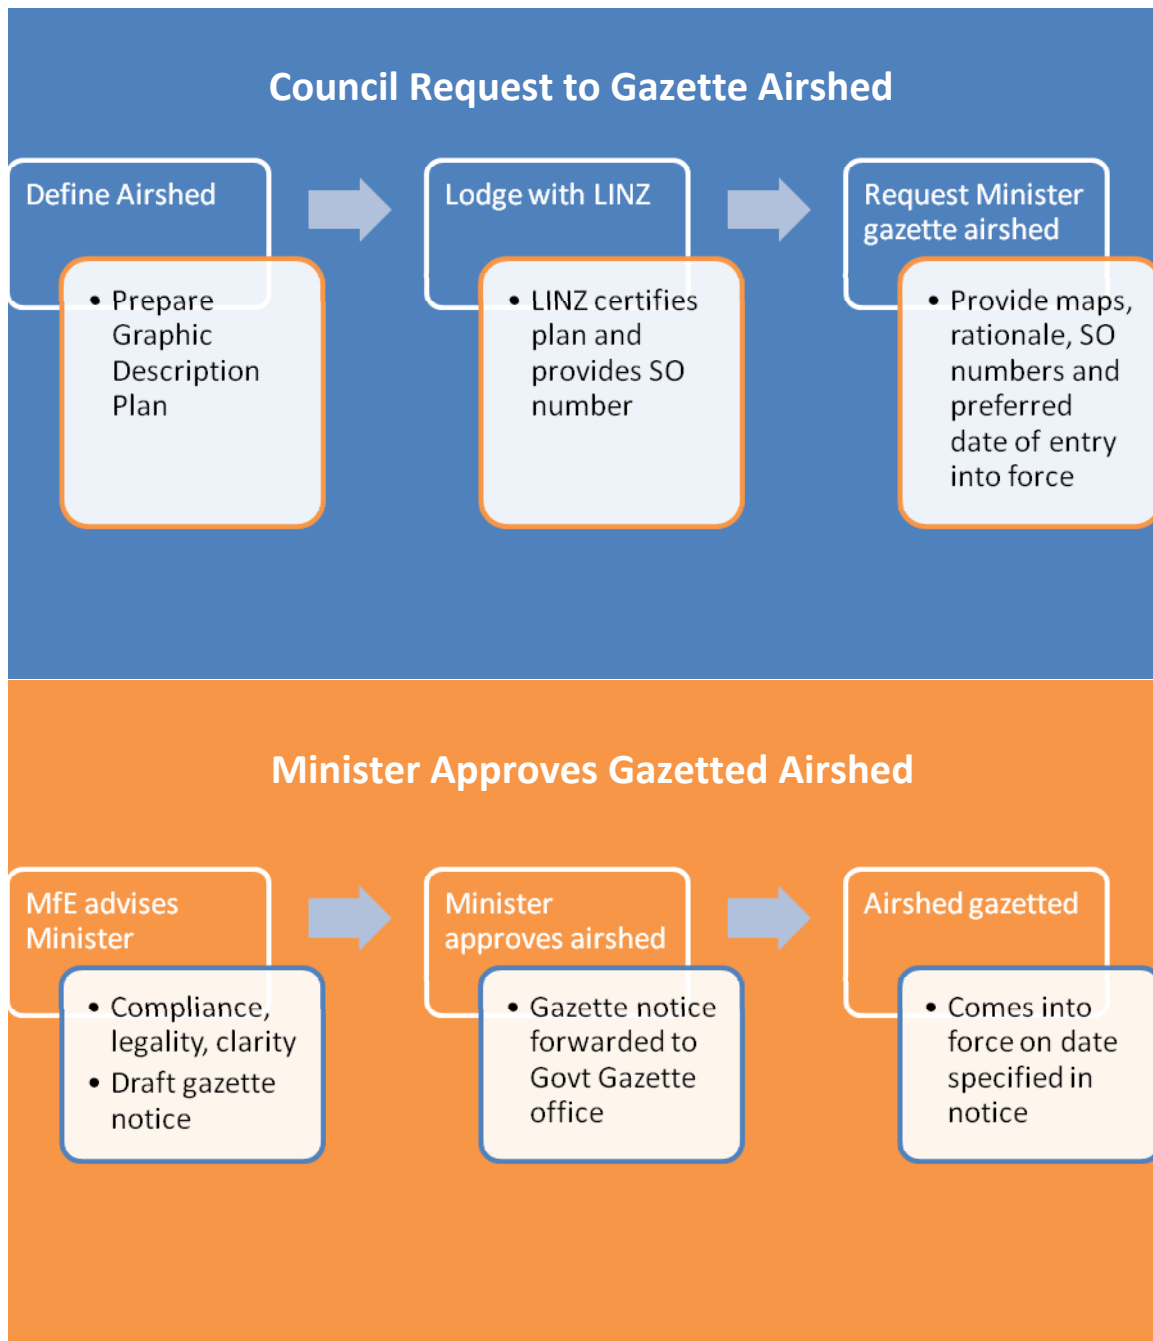 Council Request to Gazette Airshed
Define Airshed
• Prepare
Graphic
Description
Plan
Lodge with LINZ
• LINZ certifies
plan and
provides SO
number
Request Minister
gazette airshed
• Provide maps,
rationale, SO
numbers and
preferred
date of entry
into force
Minister Approves Gazetted Airshed
MfE advises
Minister
• Compliance,
legality, clarity
• Draft gazette
notice
Minister
approves airshed
• Gazette notice
forwarded to
Govt Gazette
office
Airshed gazetted
• Comes into
force on date
specified in
notice